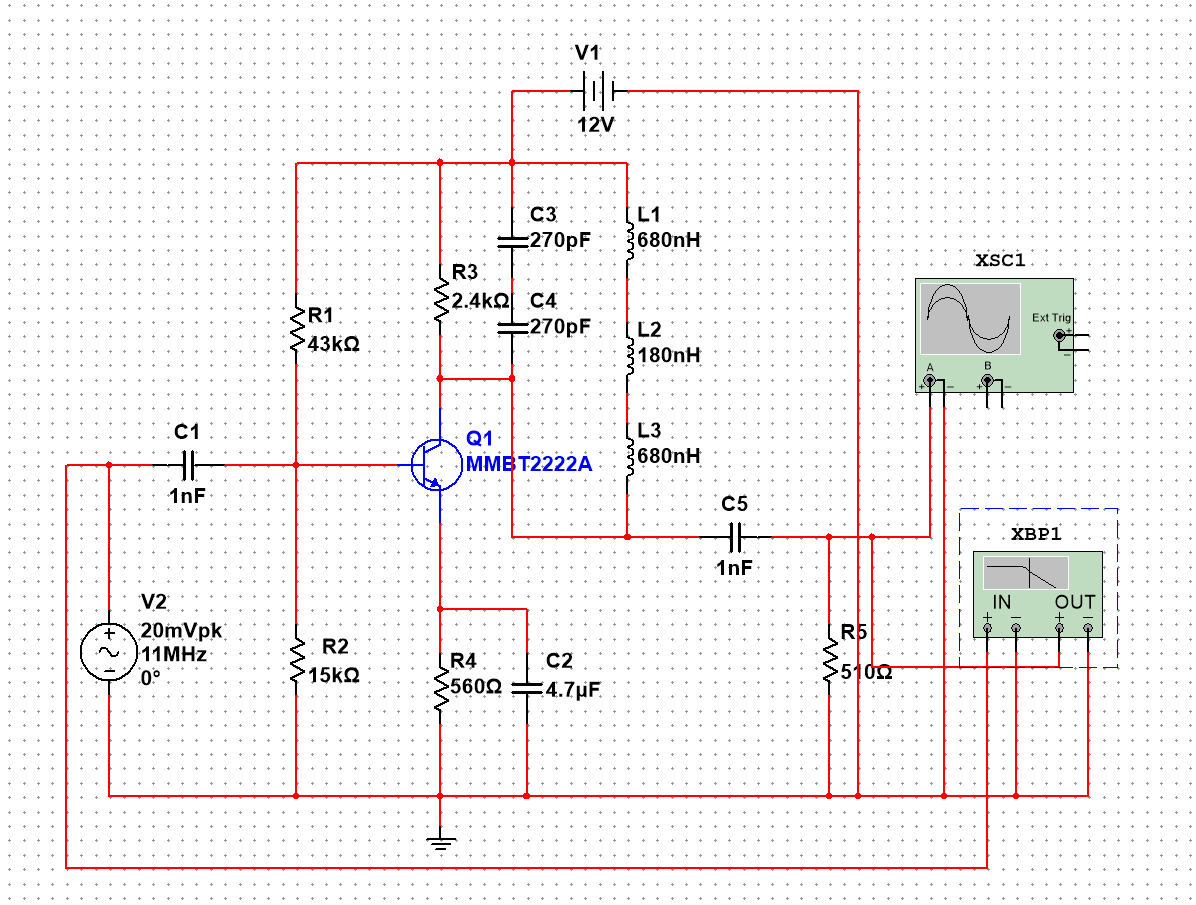 V1
12V
C3
270pF
L1
680nH
XSC1
R3
2.4kΩ
C4
270pF
R1
43kΩ
L2
180nH
Ext Trig
+
−
A
B
+
−
+
−
C1
1nF
Q1
MMBT2222A
L3
680nH
C5
1nF
XBP1
IN
OUT
+
−
+
−
V2
20mVpk
11MHz
0°
R2
15kΩ
R4
560Ω
C2
4.7µF
R5
510Ω